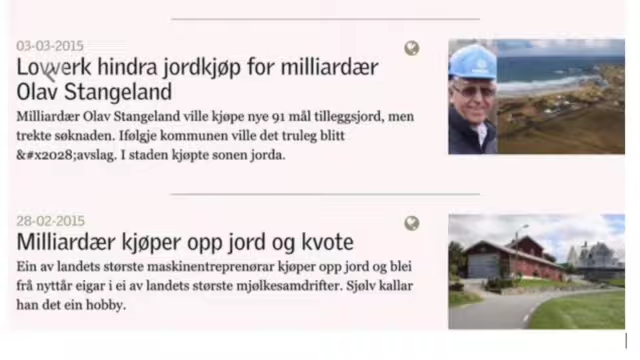 03-03-2015
Lovverk hindra jordkjøp for milliardær
Olav Stangeland
Milliardær Olav Stangeland ville kjøpe nye 91 mål tilleggsjord, men
trekte søknaden. Ifølgje kommunen ville det truleg blitt
&#x2028;avslag. I staden kjøpte sonen jorda.
28-02-2015
Milliardær kjøper opp jord og kvote
Ein av landets største maskinentreprenørar kjøper opp jord og blei
frå nyttår eigar i ei av landets største mjølkesamdrifter. Sjølv kallar
han det ein hobby.